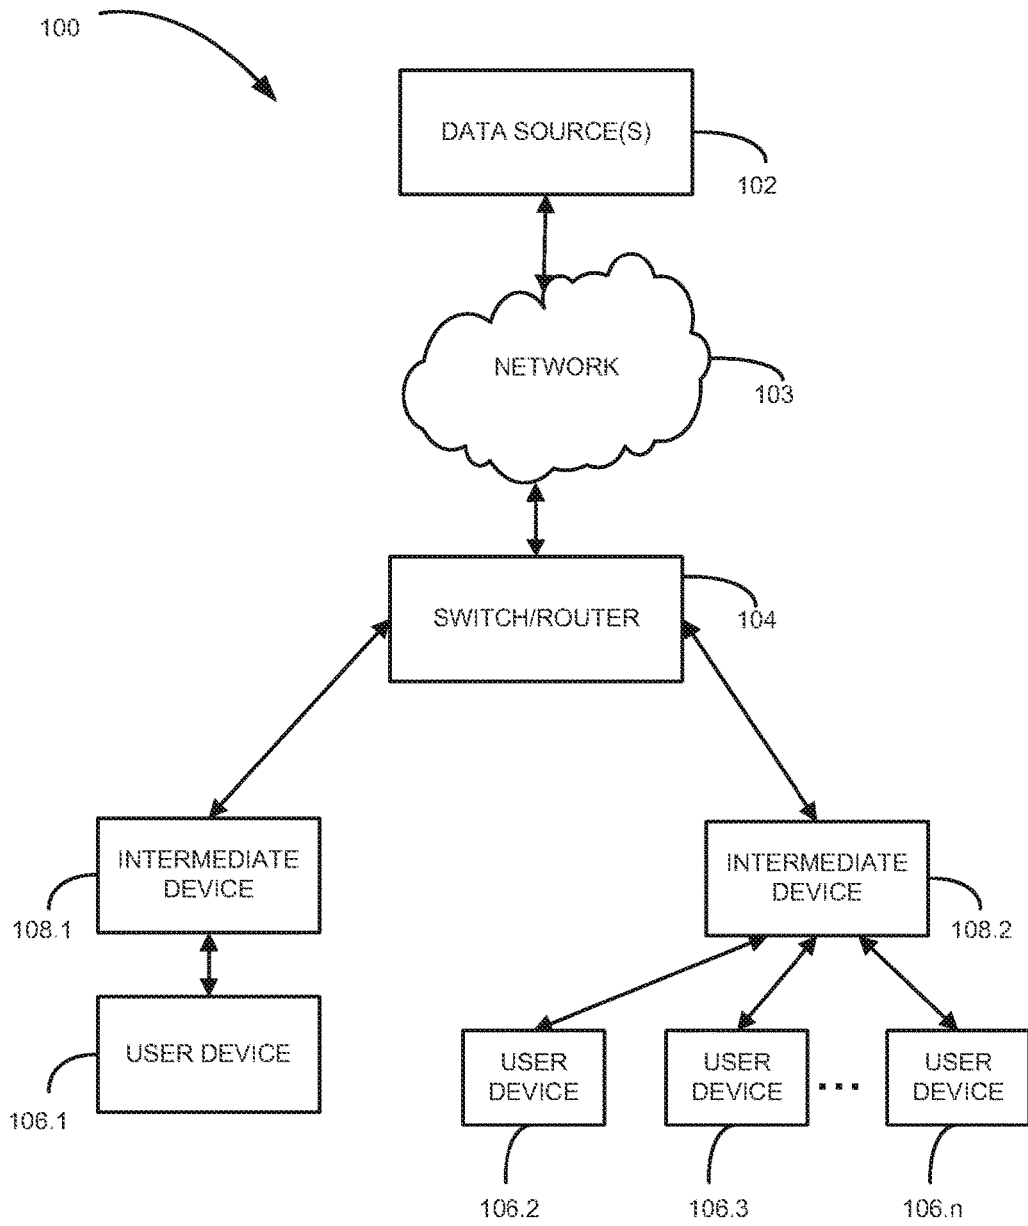 100
DATA SOURCE(S)
102
NETWORK
103
SWITCH/ROUTER
104
INTERMEDIATE
DEVICE
108.1
INTERMEDIATE
DEVICE
108.2
USER DEVICE
106.1
USER
DEVICE
106.2
USER
DEVICE
106.3
...
USER
DEVICE
106.n